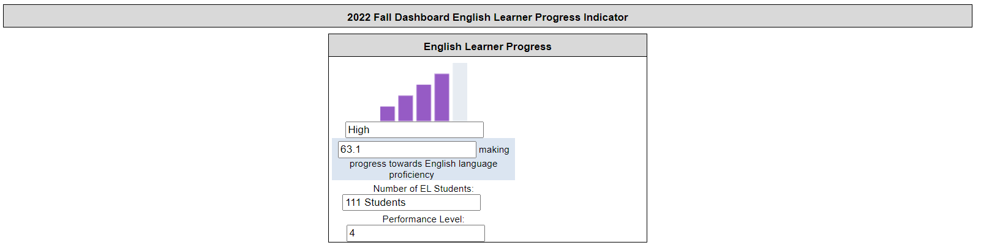 2022 Fall Dashboard English Learner Progress Indicator
English Learner Progress
High
63.1 making
progress towards English language
proficiency
Number of EL Students:
111 Students
Performance Level:
4